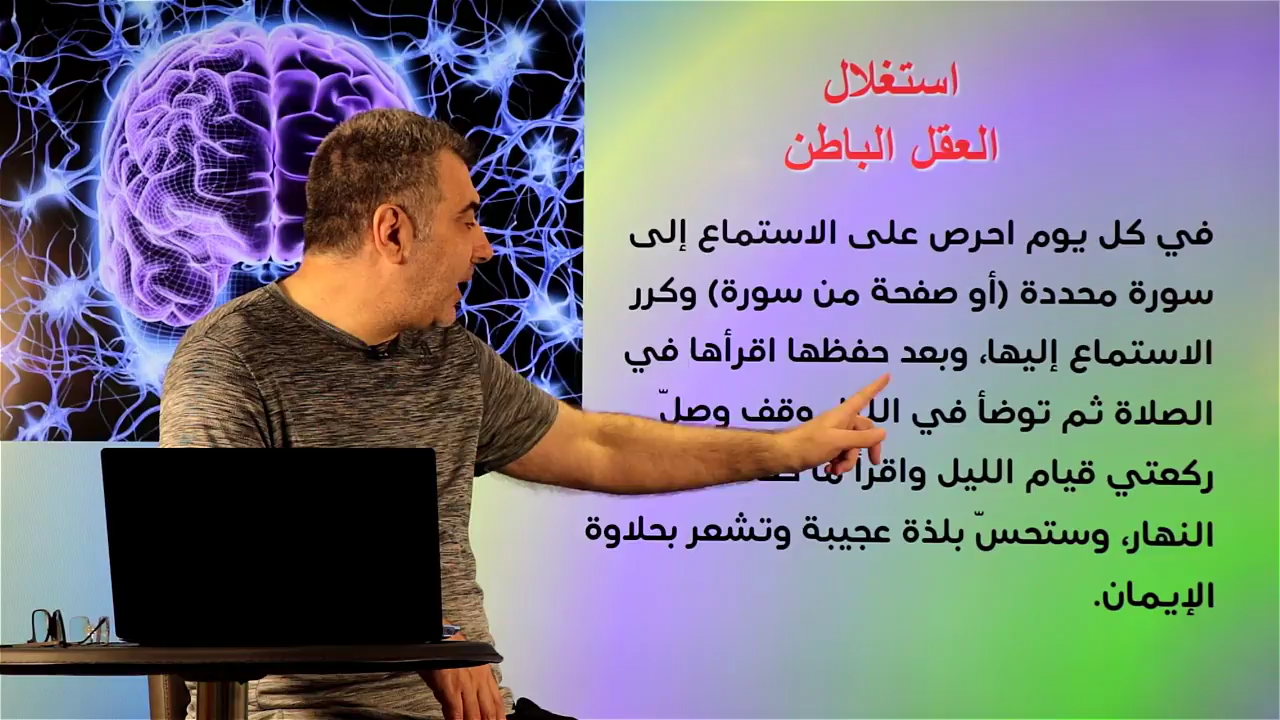 استغلال
العقل الباطن
في كل يوم احرص على الاستماع إلى
سورة محددة (أو صفحة من سورة) وكرر
الاستماع إليها، وبعد حفظها اقرأها في
الصلاة ثم توضأ في وقف وصلّ
ركعتي قيام الليل واقرأ ما
النهار، وستحسّ بلذة عجيبة وتشعر بحلاوة
الإيمان.